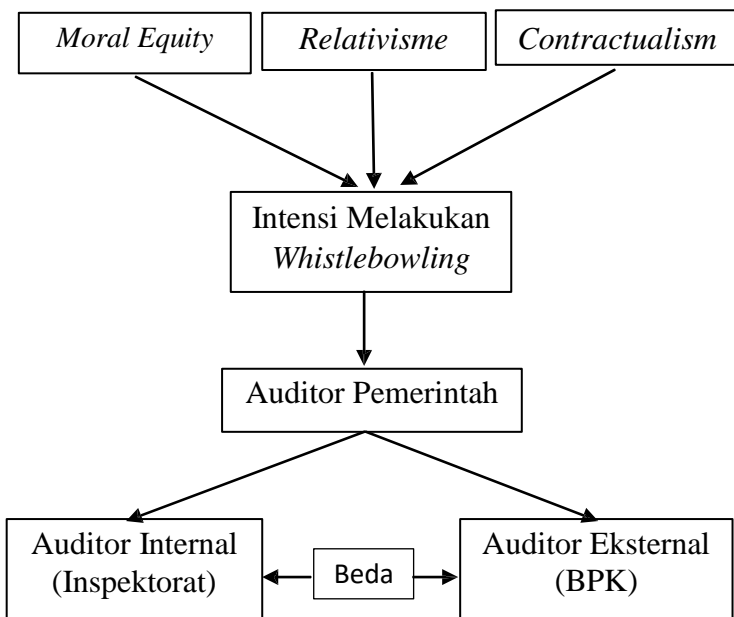 Moral Equity
Relativisme
Contractualism
Intensi Melakukan
Whistlebowling
Auditor Pemerintah
Auditor Internal
(Inspektorat)
Beda
Auditor Eksternal
(BPK)